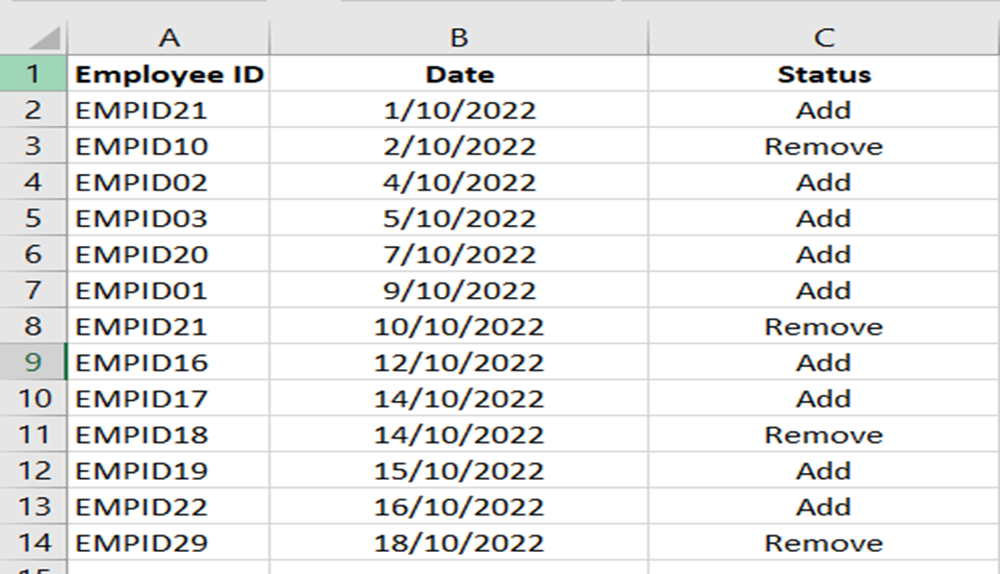 A B C
1 Employee ID Date Status
2 EMPID21 1/10/2022 Add
3 EMPID10 2/10/2022 Remove
4 EMPID02 4/10/2022 Add
5 EMPID03 5/10/2022 Add
6 EMPID20 7/10/2022 Add
7 EMPID01 9/10/2022 Add
8 EMPID21 10/10/2022 Remove
9 EMPID16 12/10/2022 Add
10 EMPID17 14/10/2022 Add
11 EMPID18 14/10/2022 Remove
12 EMPID19 15/10/2022 Add
13 EMPID22 16/10/2022 Add
14 EMPID29 18/10/2022 Remove
15